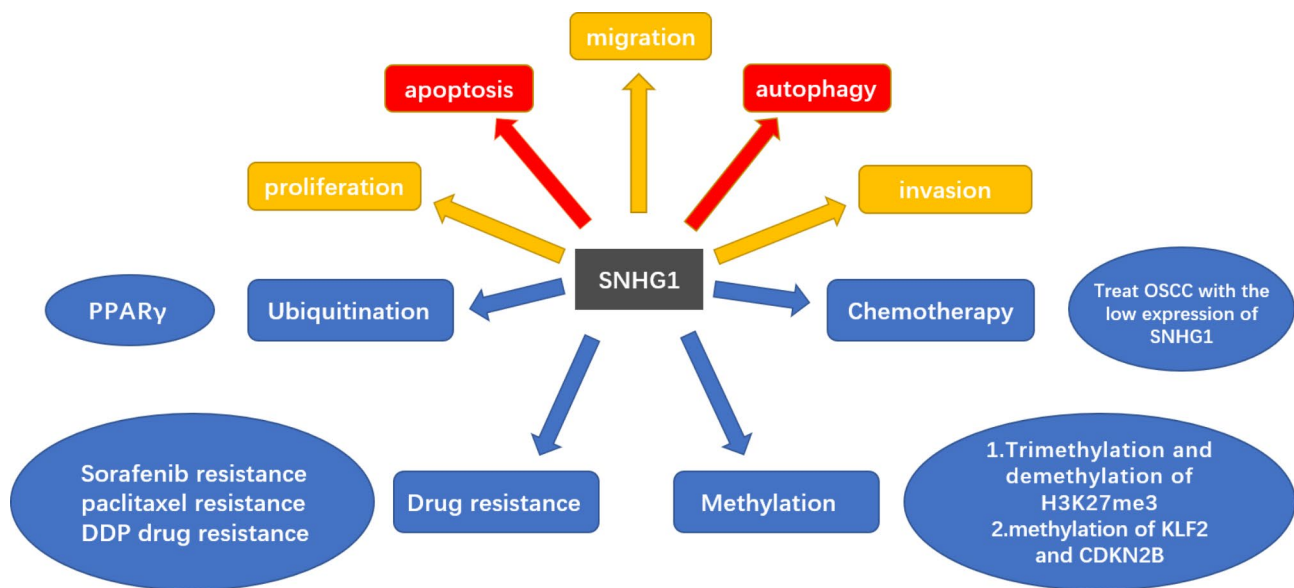 migration
apoptosis
autophagy
proliferation
invasion
SNHG1
PPARγ
Ubiquitination
Chemotherapy
Treat OSCC with the
low expression of
SNHG1
Sorafenib resistance
paclitaxel resistance
DDP drug resistance
Drug resistance
Methylation
1.Trimethylation and
demethylation of
H3K27me3
2.methylation of KLF2
and CDKN2B